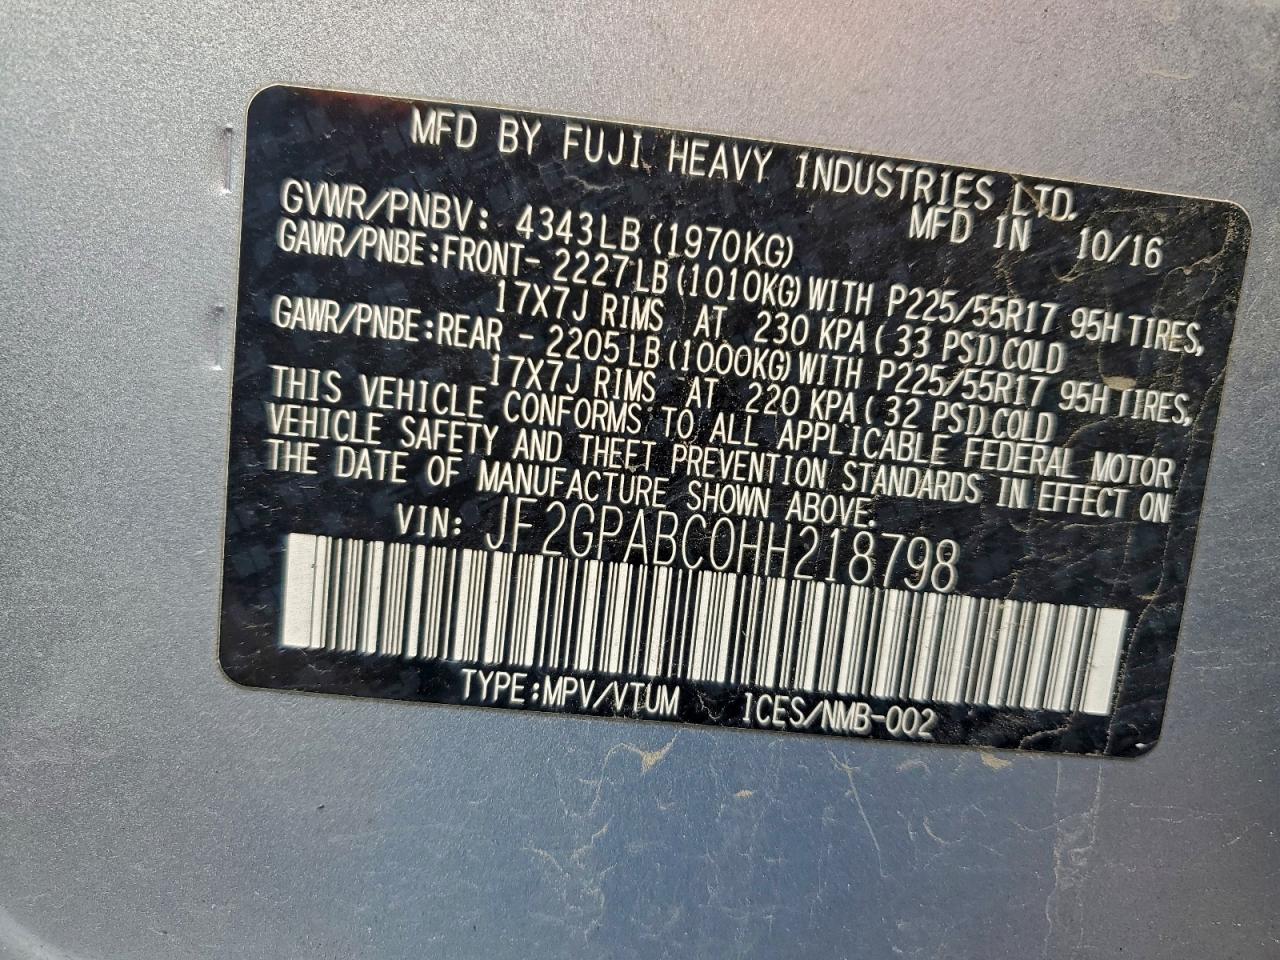 MFD BY FUJI HEAVY INDUSTRIES LTD.
MFD IN 10/16
GVWR/PNBV: 4343LB (1970KG)
GAWR/PNBE:FRONT- 2227LB (1010KG) WITH P225/55R17 95H TIRES,
17X7J RIMS AT 230 KPA ( 33 PSI) COLD
GAWR/PNBE:REAR - 2205LB (1000KG) WITH P225/55R17 95H TIRES,
17X7J RIMS AT 220 KPA ( 32 PSI) COLD
THIS VEHICLE CONFORMS TO ALL APPLICABLE FEDERAL MOTOR
VEHICLE SAFETY AND THEFT PREVENTION STANDARDS IN EFFECT ON
THE DATE OF MANUFACTURE SHOWN ABOVE.
VIN: JF2GPABC0HH218798
TYPE:MPV/VTUM ICES/NMB-002